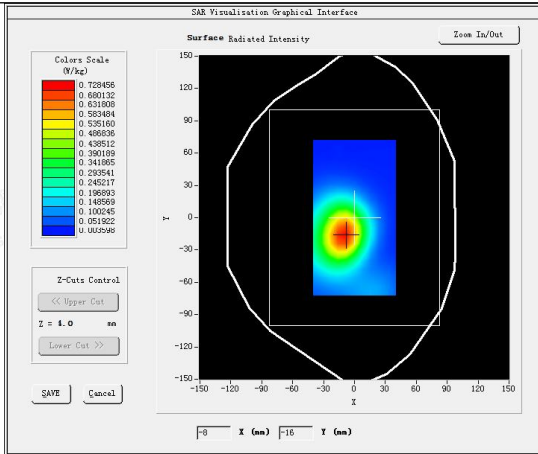 SAR Visualisation Graphical Interface
Surface Radiated Intensity
Zoom In/Out
Colors Scale
(W/kg)
0.728456
0.680132
0.631808
0.583484
0.535160
0.486836
0.438512
0.390189
0.341865
0.293541
0.245217
0.196893
0.148569
0.100245
0.051922
0.003598
Z-Cuts Control
<< Upper Cut
Z = 4.0 mm
Lower Cut >>
SAVE Cancel
150
120
90
60
30
0
-30
-60
-90
-120
-150
Y
-150 -120 -90 -60 -30 0 30 60 90 120 150
X
-8 X (mm) -16 Y (mm)